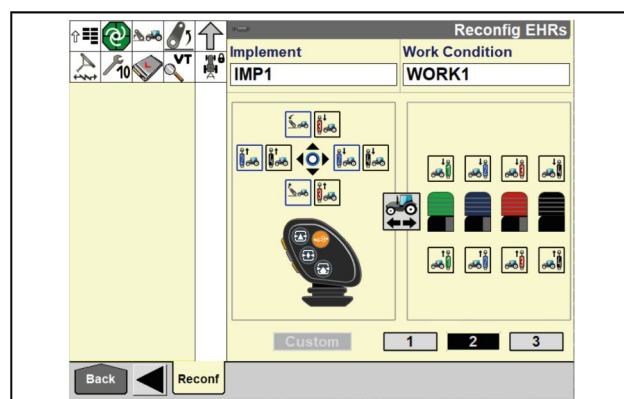 Reconfig EHRs
VT
10
L
Implement
Work Condition
IMP1
WORK1
Custom
1
2
3
Back
Reconf